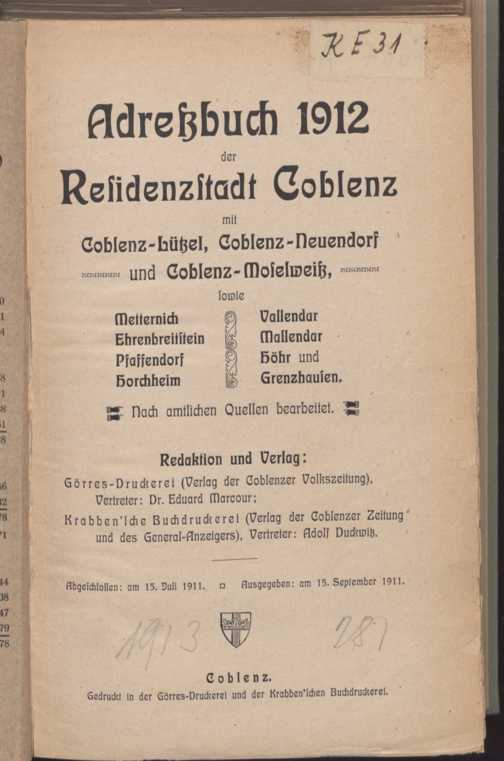 KE31
Adreßbuch 1912
der
Residenzstadt Coblenz
mit
Coblenz-Lützel, Coblenz-Neuendorf
und Coblenz-Moselweiß,
sowie
Metternich Vallendar
Ehrenbreitstein Mallendar
Pfaffendorf Höhr und
Horchheim Grenzhausen.
Nach amtlichen Quellen bearbeitet.
Redaktion und Verlag:
Görres-Druckerei (Verlag der Coblenzer Volkszeitung),
Vertreter: Dr. Eduard Marcour;
Krabben'sche Buchdruckerei (Verlag der Coblenzer Zeitung
und des General-Anzeigers), Vertreter: Adolf Duckwitz.
Abgeschlossen: am 15. Juli 1911. Ausgegeben: am 15. September 1911.
1913 281
Coblenz.
Gedruckt in der Görres-Druckerei und der Krabben'schen Buchdruckerei.